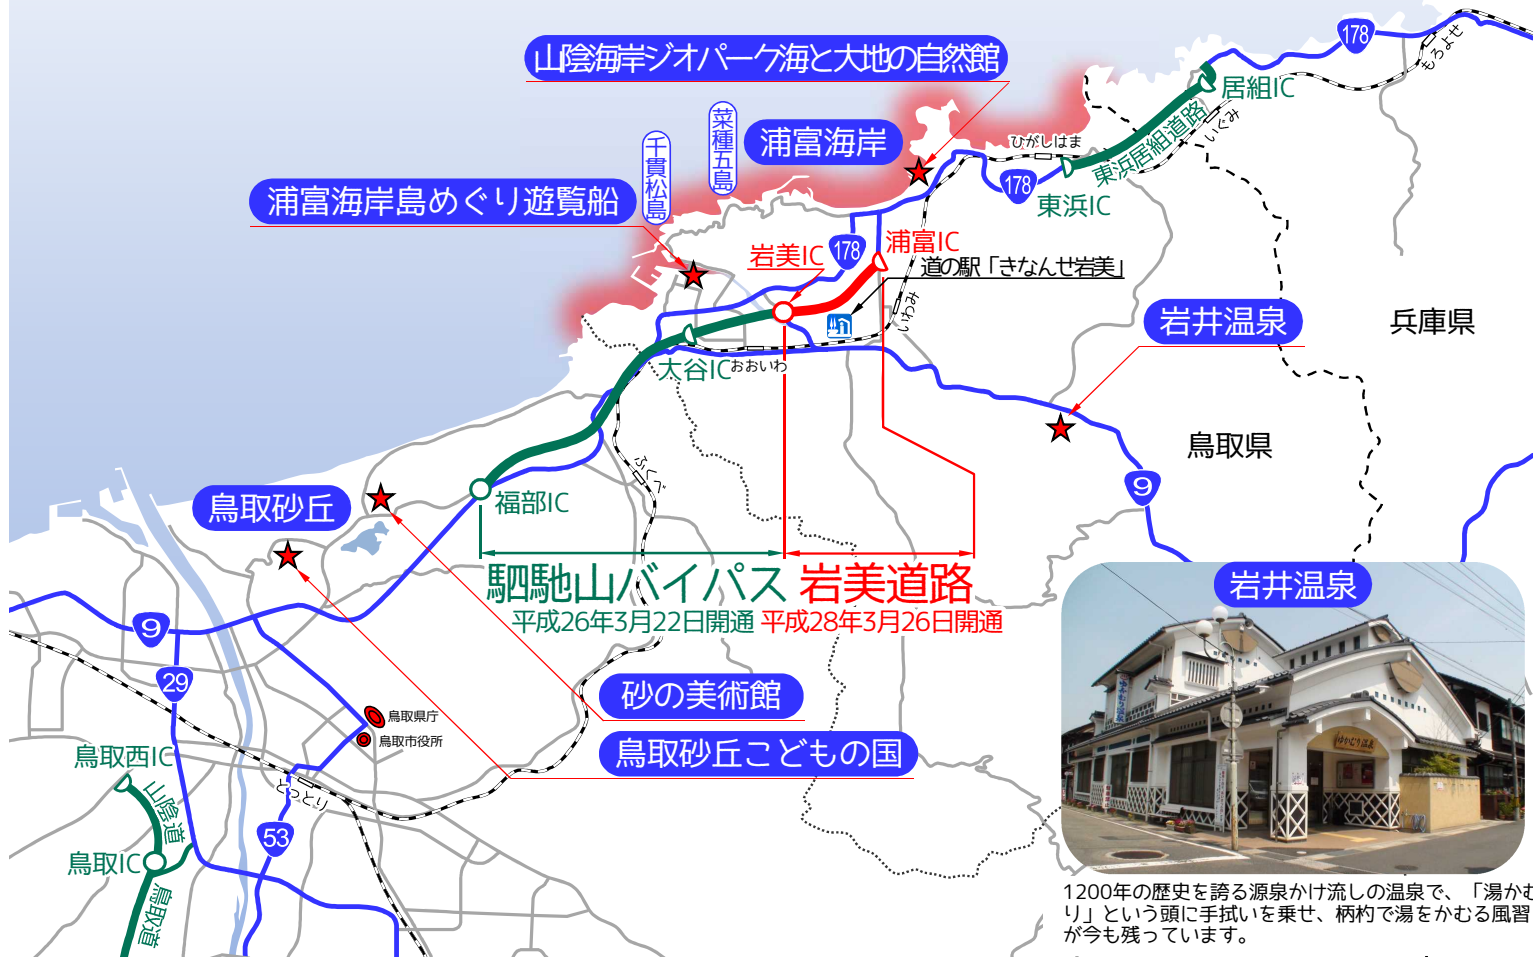 山陰海岸ジオパーク海と大地の自然館
178
もろよせ
居組IC
いぐみ
東浜居組道路
ひがしはま
178
東浜IC
浦富海岸
菜種五島
千貫松島
浦富海岸島めぐり遊覧船
岩美IC
178
浦富IC
道の駅「きなんせ岩美」
いわみ
岩井温泉
兵庫県
鳥取県
大谷IC
おおいわ
9
ふくべ
福部IC
鳥取砂丘
駟馳山バイパス
平成26年3月22日開通
岩美道路
平成28年3月26日開通
9
29
砂の美術館
鳥取砂丘こどもの国
鳥取県庁
鳥取市役所
とっとり
53
鳥取西IC
山陰道
鳥取IC
鳥取道
岩井温泉
ゆかむり温泉
ゆかむり温泉
1200年の歴史を誇る源泉かけ流しの温泉で、「湯かむ
り」という頭に手拭いを乗せ、柄杓で湯をかむる風習
が今も残っています。